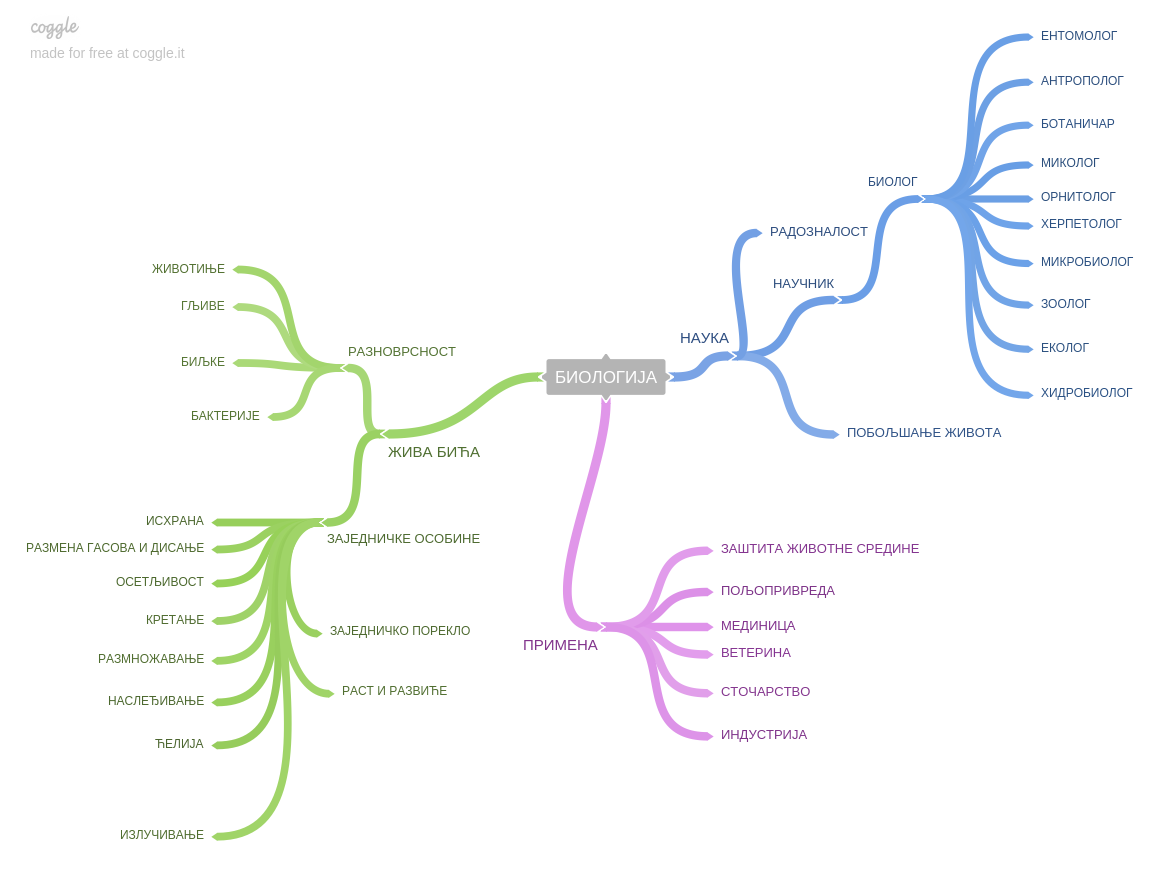 coggle
made for free at coggle.it
БИОЛОГИЈА
НАУКА
РАДОЗНАЛОСТ
НАУЧНИК
БИОЛОГ
ЕНТОМОЛОГ
АНТРОПОЛОГ
БОТАНИЧАР
МИКОЛОГ
ОРНИТОЛОГ
ХЕРПЕТОЛОГ
МИКРОБИОЛОГ
ЗООЛОГ
ЕКОЛОГ
ХИДРОБИОЛОГ
ПОБОЉШАЊЕ ЖИВОТА
ПРИМЕНА
ЗАШТИТА ЖИВОТНЕ СРЕДИНЕ
ПОЉОПРИВРЕДА
МЕДИНИЦА
ВЕТЕРИНА
СТОЧАРСТВО
ИНДУСТРИЈА
ЖИВА БИЋА
РАЗНОВРСНОСТ
ЖИВОТИЊЕ
ГЉИВЕ
БИЉКЕ
БАКТЕРИЈЕ
ЗАЈЕДНИЧКЕ ОСОБИНЕ
ИСХРАНА
РАЗМЕНА ГАСОВА И ДИСАЊЕ
ОСЕТЉИВОСТ
КРЕТАЊЕ
РАЗМНОЖАВАЊЕ
НАСЛЕЂИВАЊЕ
ЋЕЛИЈА
ИЗЛУЧИВАЊЕ
ЗАЈЕДНИЧКО ПОРЕКЛО
РАСТ И РАЗВИЋЕ